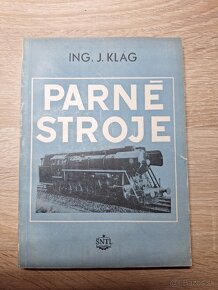 ING. J. KLAG
PARNÉ
STROJE
SNTL